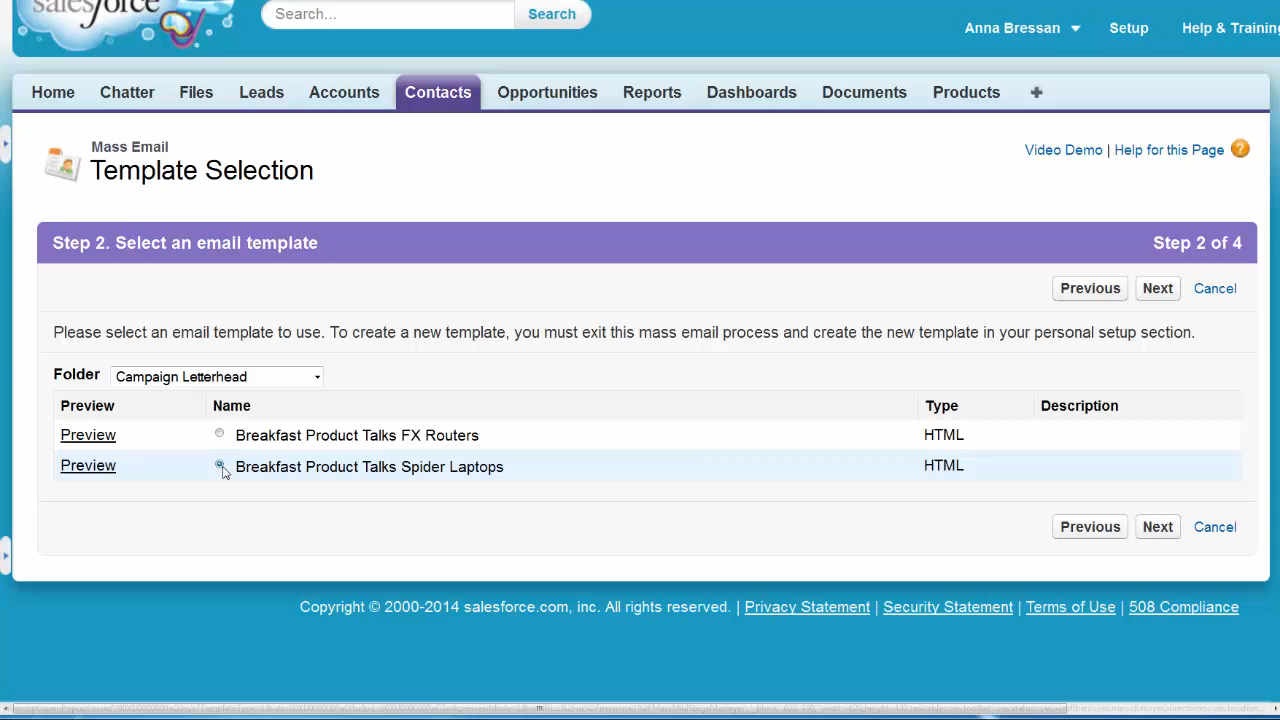 salesforce
Search...
Search
Anna Bressan
Setup
Help & Training
Home
Chatter
Files
Leads
Accounts
Contacts
Opportunities
Reports
Dashboards
Documents
Products
Mass Email
Template Selection
Video Demo | Help for this Page
Step 2. Select an email template
Step 2 of 4
Previous
Next
Cancel
Please select an email template to use. To create a new template, you must exit this mass email process and create the new template in your personal setup section.
Folder
Campaign Letterhead
Preview
Name
Type
Description
Preview
Breakfast Product Talks FX Routers
HTML
Preview
Breakfast Product Talks Spider Laptops
HTML
Previous
Next
Cancel
Copyright © 2000-2014 salesforce.com, inc. All rights reserved. | Privacy Statement | Security Statement | Terms of Use | 508 Compliance